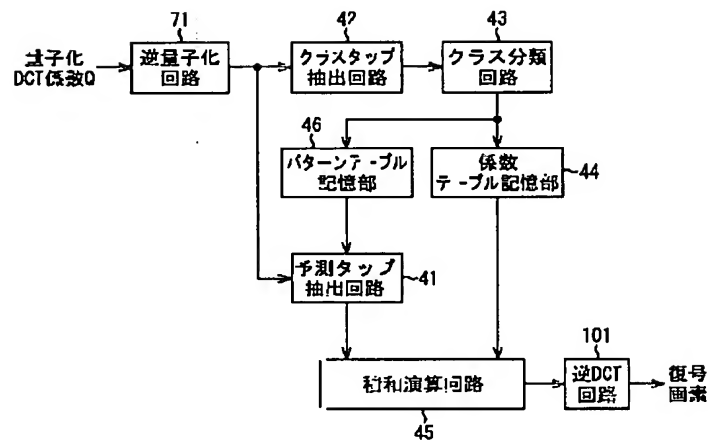 量子化
DCT係数Q
71
逆量子化
回路
42
クラスタップ
抽出回路
43
クラス分類
回路
46
パターンテーブル
記憶部
係数
テーブル記憶部
44
予測タップ
抽出回路
41
積和演算回路
45
101
逆DCT
回路
復号
画素